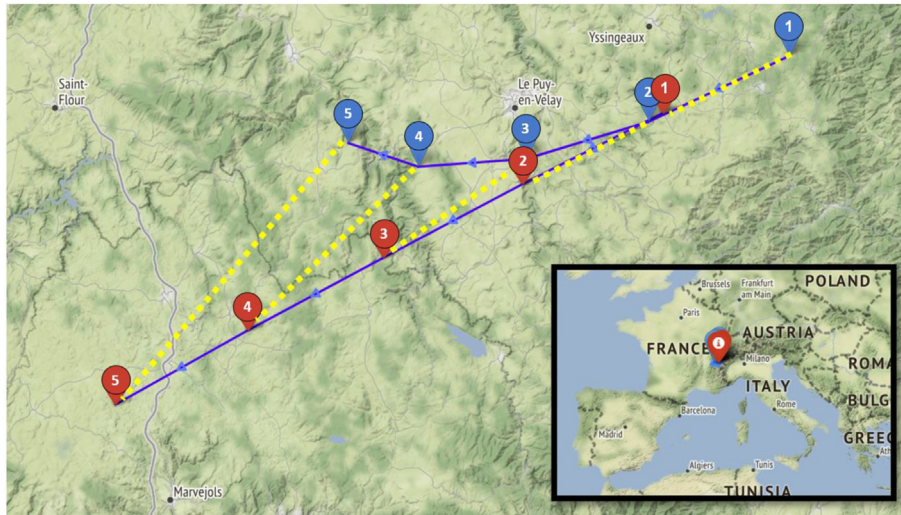 1
Yssingeaux
Saint-
Flour
Le Puy-
en-Velay
2
1
5
4
3
2
3
4
5
Marvejols
Brussels
Frankfurt
am Main
POLAND
Paris
AUSTRIA
FRANCE
i
Milano
ROMA
ITALY
BULG
Barcelona
Rome
Madrid
GREEC
Ath
Algiers
Tunis
TUNISIA